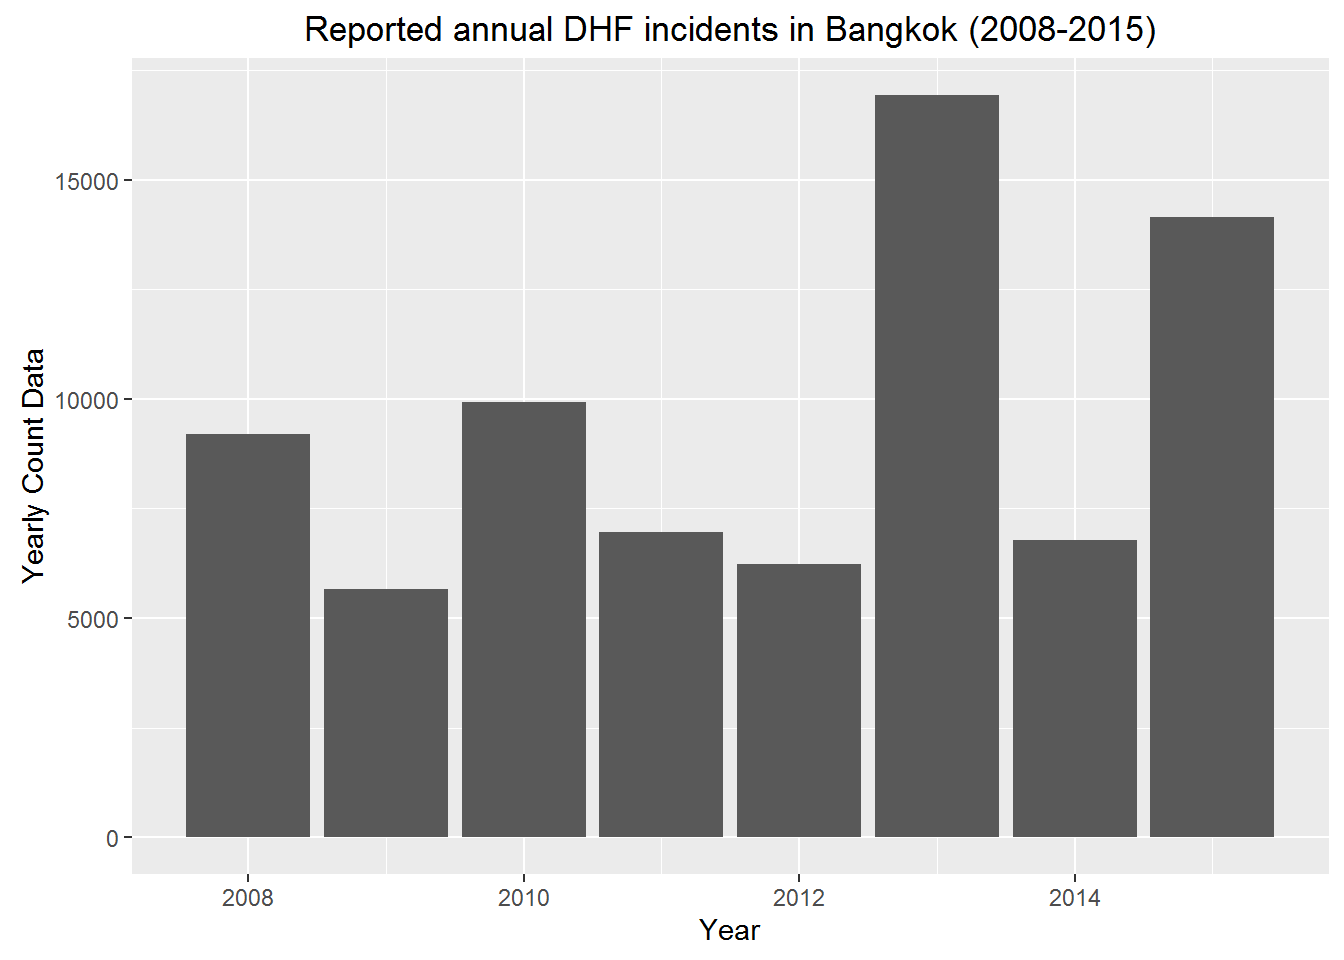 Reported annual DHF incidents in Bangkok (2008-2015)
Yearly Count Data
15000
10000
5000
0
2008
2010
2012
2014
Year